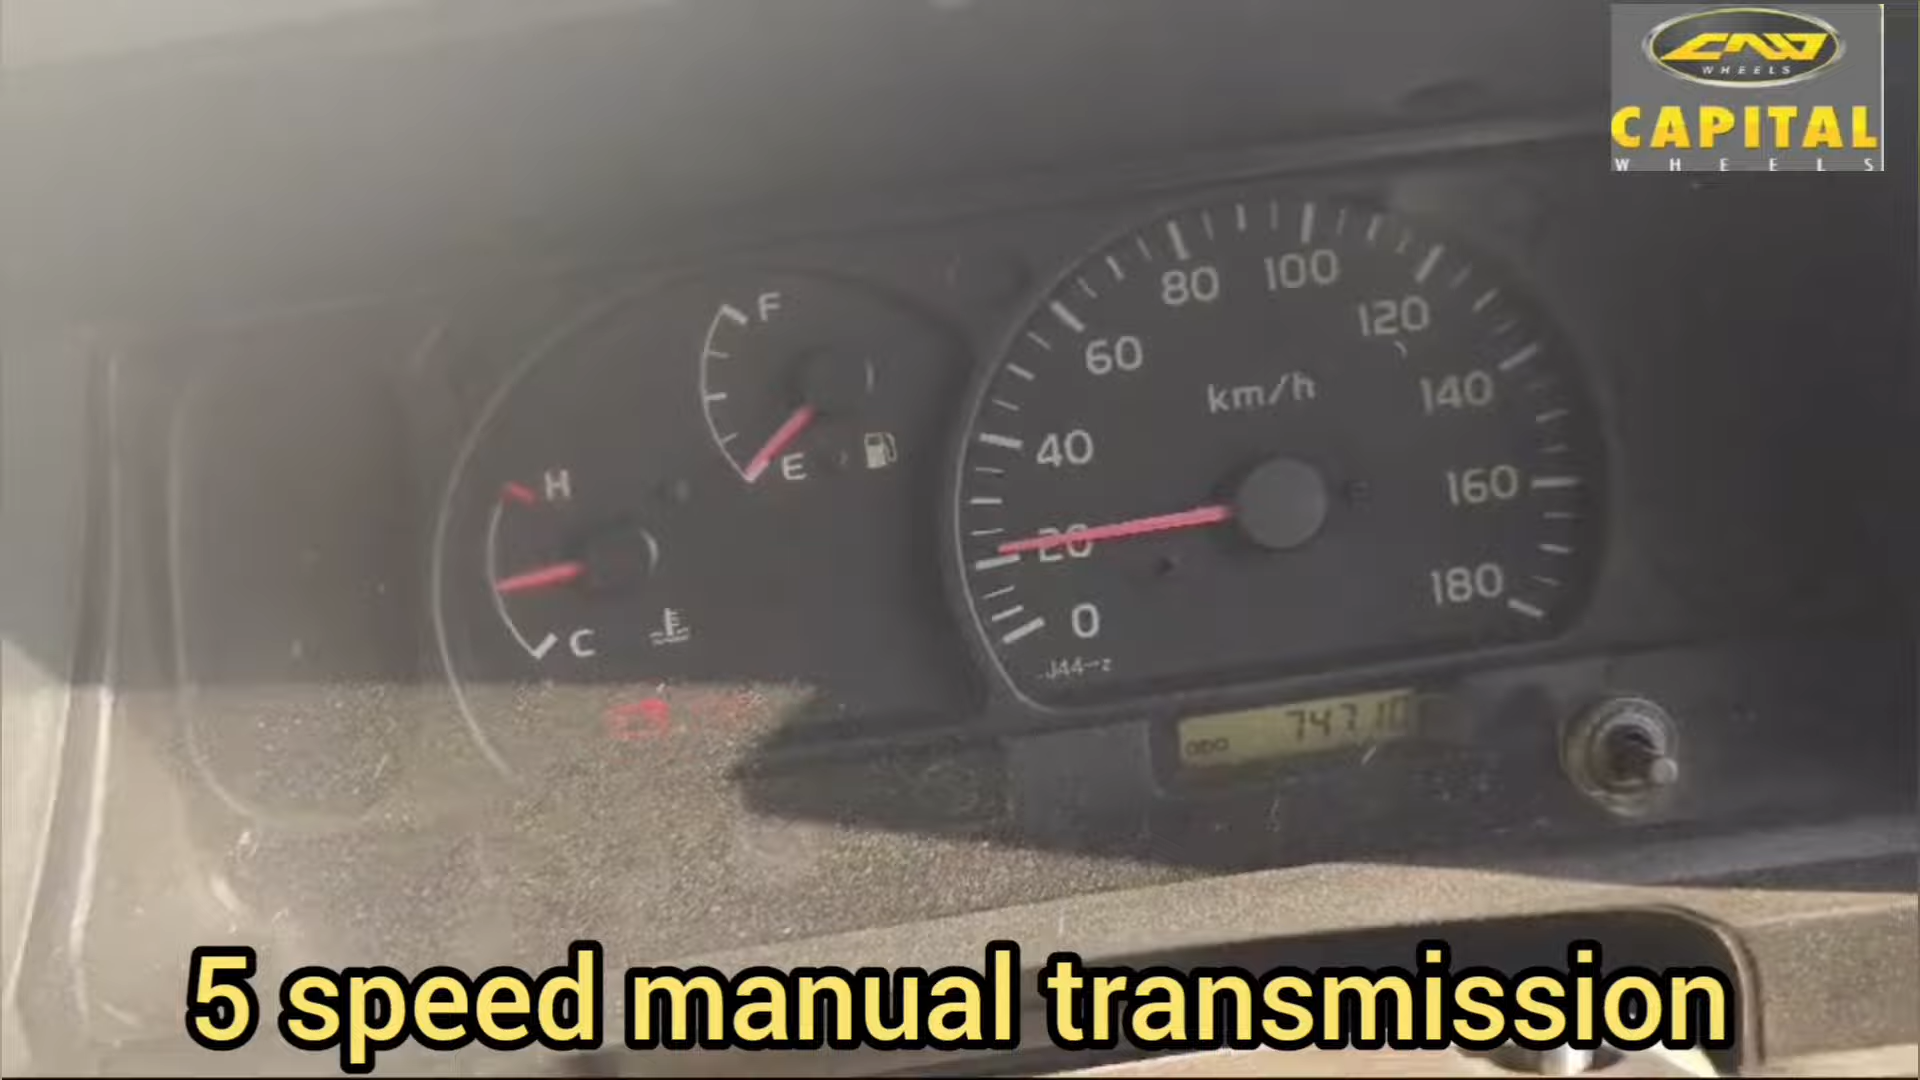 CAPITAL
WHEELS
F
E
H
C
80 100
60 120
km/h
40 140
20 160
0 180
J44-z
ODO 74710
5 speed manual transmission